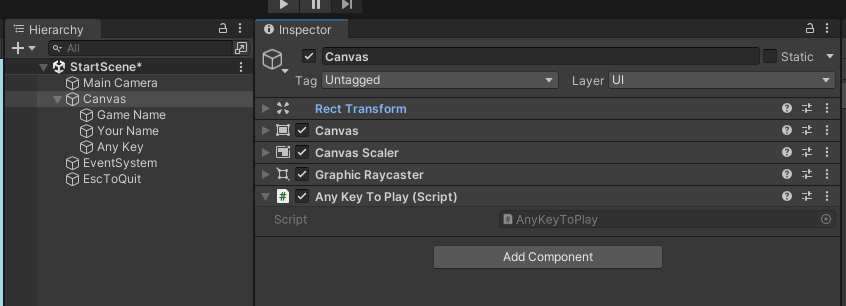 Hierarchy
All
StartScene*
Main Camera
Canvas
Game Name
Your Name
Any Key
EventSystem
EscToQuit
Inspector
Canvas
Static
Tag Untagged Layer UI
Rect Transform
Canvas
Canvas Scaler
Graphic Raycaster
# Any Key To Play (Script)
Script # AnyKeyToPlay
Add Component